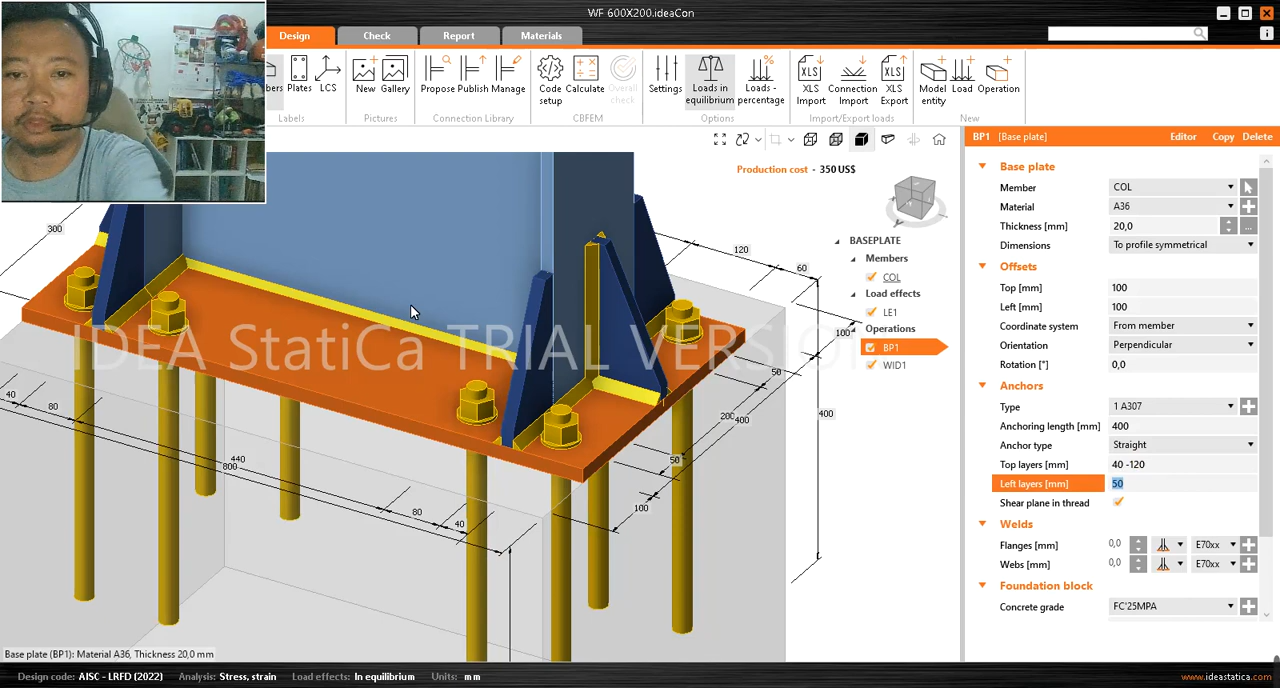 WF 600X200.ideaCon
Design Check Report Materials
bers Plates LCS New Gallery Propose Publish Manage Code setup Calculate Overall check Settings Loads in equilibrium Loads - percentage XLS Import Connection Import XLS Export Model entity Load Operation
Labels Pictures Connection Library CBFEM Options Import/Export loads New
BP1 [Base plate] Editor Copy Delete
Production cost - 350 US$
Base plate
Member COL
Material A36
Thickness [mm] 20,0
Dimensions To profile symmetrical
Offsets
Top [mm] 100
Left [mm] 100
Coordinate system From member
Orientation Perpendicular
Rotation [°] 0,0
Anchors
Type 1 A307
Anchoring length [mm] 400
Anchor type Straight
Top layers [mm] 40 -120
Left layers [mm] 50
Shear plane in thread
Welds
Flanges [mm] 0,0 E70xx
Webs [mm] 0,0 E70xx
Foundation block
Concrete grade FC'25MPA
BASEPLATE
Members
COL
Load effects
LE1
Operations
BP1
WID1
300
120
60
100
50
200
400
400
50
100
40
80
440
800
80
40
IDEA StatiCa TRIAL VERSION
Base plate (BP1): Material A36, Thickness 20,0 mm
Design code: AISC - LRFD (2022) Analysis: Stress, strain Load effects: In equilibrium Units: mm
www.ideastatica.com